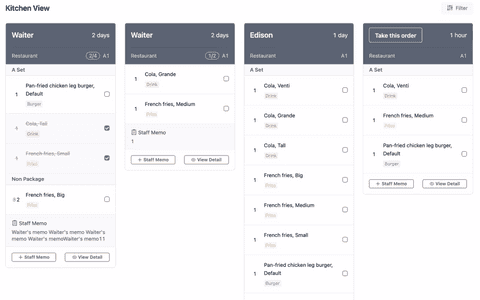 Kitchen View
Filter
Waiter 2 days
Restaurant 2/4 A1
A Set
1 Pan-fried chicken leg burger, Default
Burger
Cola, Tall
Drink
French fries, Small
Fries
Non Package
2 French fries, Big
Fries
Staff Memo
Waiter's memo Waiter's memo Waiter's
memo Waiter's memoWaiter's memo11
+ Staff Memo
View Detail
Waiter 2 days
Restaurant 1/2 A1
1 Cola, Grande
Drink
1 French fries, Medium
Fries
Staff Memo
1
+ Staff Memo
View Detail
Edison 1 day
Restaurant A1
A Set
1 Cola, Venti
Drink
1 Cola, Grande
Drink
1 Cola, Tall
Drink
1 French fries, Big
Fries
1 French fries, Medium
Fries
1 French fries, Small
Fries
1 Pan-fried chicken leg burger,
Default
Burger
Take this order 1 hour
Restaurant A1
A Set
1 Cola, Venti
Drink
1 French fries, Medium
Fries
1 Pan-fried chicken leg burger,
Default
Burger
+ Staff Memo
View Detail